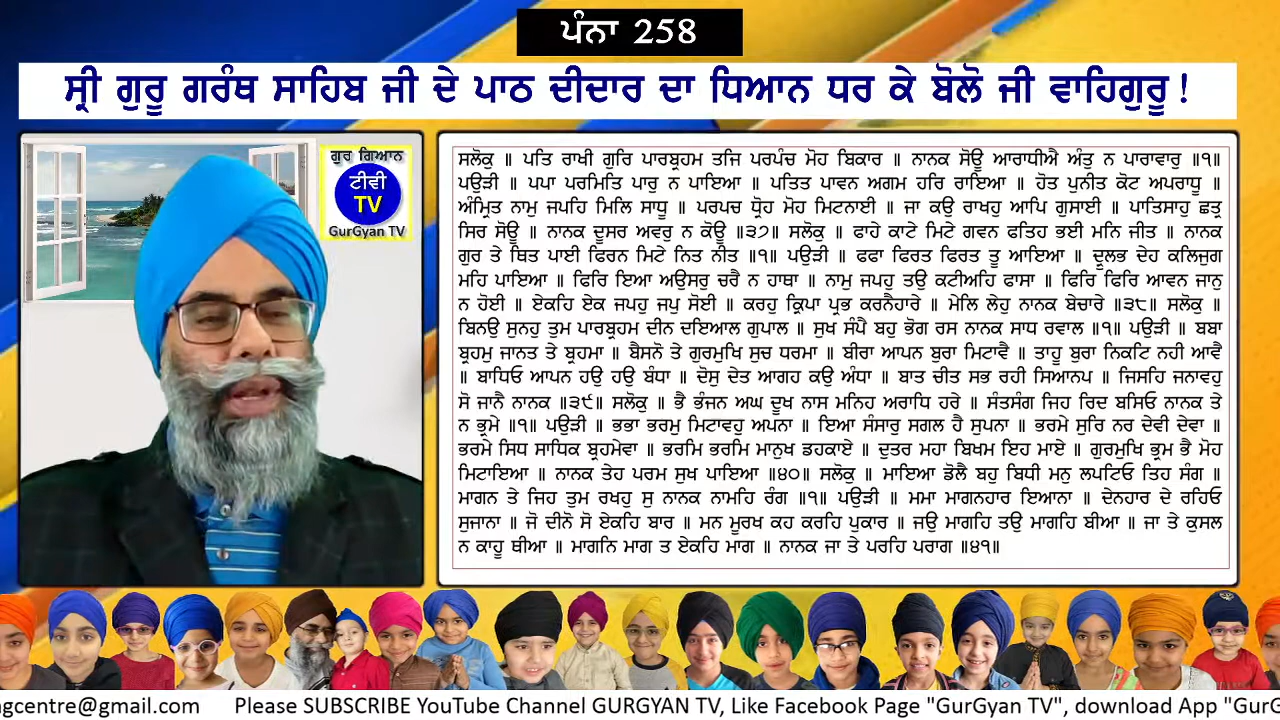 ਪੰਨਾ 258
ਸ੍ਰੀ ਗੁਰੂ ਗਰੰਥ ਸਾਹਿਬ ਜੀ ਦੇ ਪਾਠ ਦੀਦਾਰ ਦਾ ਧਿਆਨ ਧਰ ਕੇ ਬੋਲੋ ਜੀ ਵਾਹਿਗੁਰੂ!
ਗੁਰ ਗਿਆਨ
ਟੀਵੀ
TV
GurGyan TV
ਸਲੋਕੁ ॥ ਪਤਿ ਰਾਖੀ ਗੁਰਿ ਪਾਰਬ੍ਰਹਮ ਤਜਿ ਪਰਪੰਚ ਮੋਹ ਬਿਕਾਰ ॥ ਨਾਨਕ ਸੋਊ ਆਰਾਧੀਐ ਅੰਤੁ ਨ ਪਾਰਾਵਾਰੁ ॥੧॥
ਪਉੜੀ ॥ ਪਪਾ ਪਰਮਿਤਿ ਪਾਰੁ ਨ ਪਾਇਆ ॥ ਪਤਿਤ ਪਾਵਨ ਅਗਮ ਹਰਿ ਰਾਇਆ ॥ ਹੋਤ ਪੁਨੀਤ ਕੋਟ ਅਪਰਾਧੂ ॥
ਅੰਮ੍ਰਿਤ ਨਾਮੁ ਜਪਹਿ ਮਿਲਿ ਸਾਧੂ ॥ ਪਰਪਚ ਧ੍ਰੋਹ ਮੋਹ ਮਿਟਨਾਈ ॥ ਜਾ ਕਉ ਰਾਖਹੁ ਆਪਿ ਗੁਸਾਈ ॥ ਪਾਤਿਸਾਹੁ ਛਤ੍ਰ
ਸਿਰ ਸੋਊ ॥ ਨਾਨਕ ਦੂਸਰ ਅਵਰੁ ਨ ਕੋਊ ॥੩੭॥ ਸਲੋਕੁ ॥ ਫਾਹੇ ਕਾਟੇ ਮਿਟੇ ਗਵਨ ਫਤਿਹ ਭਈ ਮਨਿ ਜੀਤ ॥ ਨਾਨਕ
ਗੁਰ ਤੇ ਥਿਤ ਪਾਈ ਫਿਰਨ ਮਿਟੇ ਨਿਤ ਨੀਤ ॥੧॥ ਪਉੜੀ ॥ ਫਫਾ ਫਿਰਤ ਫਿਰਤ ਤੂ ਆਇਆ ॥ ਦ੍ਰੁਲਭ ਦੇਹ ਕਲਿਜੁਗ
ਮਹਿ ਪਾਇਆ ॥ ਫਿਰਿ ਇਆ ਅਉਸਰੁ ਚਰੈ ਨ ਹਾਥਾ ॥ ਨਾਮੁ ਜਪਹੁ ਤਉ ਕਟੀਅਹਿ ਫਾਸਾ ॥ ਫਿਰਿ ਫਿਰਿ ਆਵਨ ਜਾਨੁ
ਨ ਹੋਈ ॥ ਏਕਹਿ ਏਕ ਜਪਹੁ ਜਪੁ ਸੋਈ ॥ ਕਰਹੁ ਕ੍ਰਿਪਾ ਪ੍ਰਭ ਕਰਨੈਹਾਰੇ ॥ ਮੇਲਿ ਲੇਹੁ ਨਾਨਕ ਬੇਚਾਰੇ ॥੩੮॥ ਸਲੋਕੁ ॥
ਬਿਨਉ ਸੁਨਹੁ ਤੁਮ ਪਾਰਬ੍ਰਹਮ ਦੀਨ ਦਇਆਲ ਗੁਪਾਲ ॥ ਸੁਖ ਸੰਪੈ ਬਹੁ ਭੋਗ ਰਸ ਨਾਨਕ ਸਾਧ ਰਵਾਲ ॥੧॥ ਪਉੜੀ ॥ ਬਬਾ
ਬ੍ਰਹਮੁ ਜਾਨਤ ਤੇ ਬ੍ਰਹਮਾ ॥ ਬੈਸਨੋ ਤੇ ਗੁਰਮੁਖਿ ਸੁਚ ਧਰਮਾ ॥ ਬੀਰਾ ਆਪਨ ਬੁਰਾ ਮਿਟਾਵੈ ॥ ਤਾਹੂ ਬੁਰਾ ਨਿਕਟਿ ਨਹੀ ਆਵੈ
॥ ਬਾਧਿਓ ਆਪਨ ਹਉ ਹਉ ਬੰਧਾ ॥ ਦੋਸੁ ਦੇਤ ਆਗਹ ਕਉ ਅੰਧਾ ॥ ਬਾਤ ਚੀਤ ਸਭ ਰਹੀ ਸਿਆਨਪ ॥ ਜਿਸਹਿ ਜਨਾਵਹੁ
ਸੋ ਜਾਨੈ ਨਾਨਕ ॥੩੯॥ ਸਲੋਕੁ ॥ ਭੈ ਭੰਜਨ ਅਘ ਦੂਖ ਨਾਸ ਮਨਿਹ ਅਰਾਧਿ ਹਰੇ ॥ ਸੰਤਸੰਗ ਜਿਹ ਰਿਦ ਬਸਿਓ ਨਾਨਕ ਤੇ
ਨ ਭ੍ਰਮੇ ॥੧॥ ਪਉੜੀ ॥ ਭਭਾ ਭਰਮੁ ਮਿਟਾਵਹੁ ਅਪਨਾ ॥ ਇਆ ਸੰਸਾਰੁ ਸਗਲ ਹੈ ਸੁਪਨਾ ॥ ਭਰਮੇ ਸੁਰਿ ਨਰ ਦੇਵੀ ਦੇਵਾ ॥
ਭਰਮੇ ਸਿਧ ਸਾਧਿਕ ਬ੍ਰਹਮੇਵਾ ॥ ਭਰਮਿ ਭਰਮਿ ਮਾਨੁਖ ਡਹਕਾਏ ॥ ਦੁਤਰ ਮਹਾ ਬਿਖਮ ਇਹ ਮਾਏ ॥ ਗੁਰਮੁਖਿ ਭ੍ਰਮ ਭੈ ਮੋਹ
ਮਿਟਾਇਆ ॥ ਨਾਨਕ ਤੇਹ ਪਰਮ ਸੁਖ ਪਾਇਆ ॥੪੦॥ ਸਲੋਕੁ ॥ ਮਾਇਆ ਡੋਲੈ ਬਹੁ ਬਿਧੀ ਮਨੁ ਲਪਟਿਓ ਤਿਹ ਸੰਗ ॥
ਮਾਗਨ ਤੇ ਜਿਹ ਤੁਮ ਰਖਹੁ ਸੁ ਨਾਨਕ ਨਾਮਹਿ ਰੰਗ ॥੧॥ ਪਉੜੀ ॥ ਮਮਾ ਮਾਗਨਹਾਰ ਇਆਨਾ ॥ ਦੇਨਹਾਰ ਦੇ ਰਹਿਓ
ਸੁਜਾਨਾ ॥ ਜੋ ਦੀਨੋ ਸੋ ਏਕਹਿ ਬਾਰ ॥ ਮਨ ਮੂਰਖ ਕਹ ਕਰਹਿ ਪੁਕਾਰ ॥ ਜਉ ਮਾਗਹਿ ਤਉ ਮਾਗਹਿ ਬੀਆ ॥ ਜਾ ਤੇ ਕੁਸਲ
ਨ ਕਾਹੂ ਥੀਆ ॥ ਮਾਗਨਿ ਮਾਗ ਤ ਏਕਹਿ ਮਾਗ ॥ ਨਾਨਕ ਜਾ ਤੇ ਪਰਹਿ ਪਰਾਗ ॥੪੧॥
ngcentre@gmail.com Please SUBSCRIBE YouTube Channel GURGYAN TV, Like Facebook Page "GurGyan TV", download App "GurG